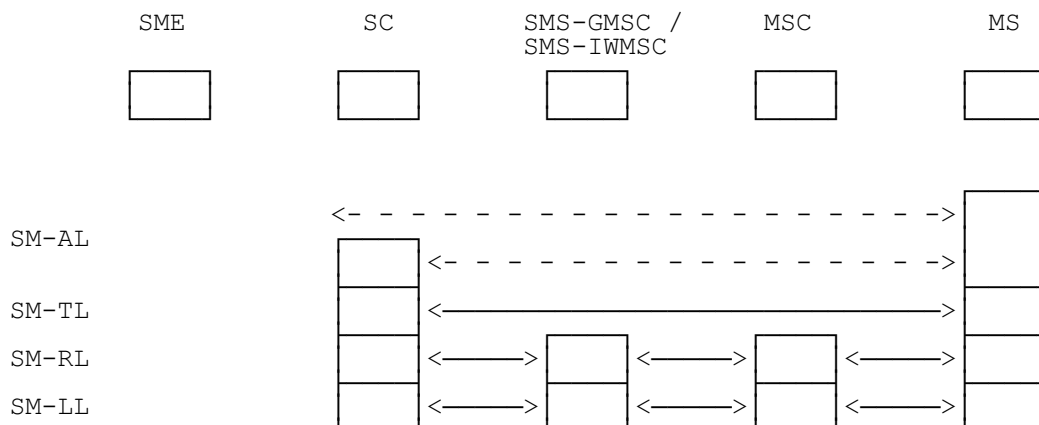 SME SC SMS-GMSC / MSC MS
SMS-IWMSC
SM-AL
SM-TL
SM-RL
SM-LL